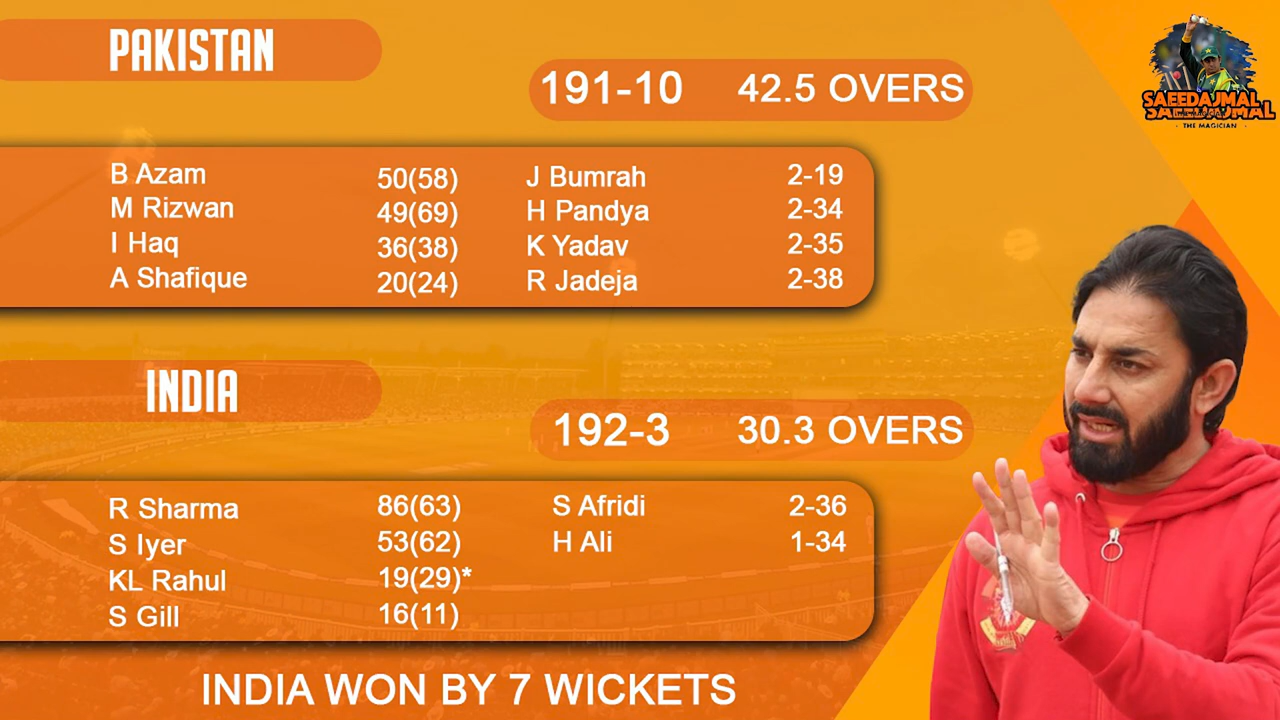 PAKISTAN
191-10 42.5 OVERS
B Azam 50(58) J Bumrah 2-19
M Rizwan 49(69) H Pandya 2-34
I Haq 36(38) K Yadav 2-35
A Shafique 20(24) R Jadeja 2-38
INDIA
192-3 30.3 OVERS
R Sharma 86(63) S Afridi 2-36
S Iyer 53(62) H Ali 1-34
KL Rahul 19(29)*
S Gill 16(11)
INDIA WON BY 7 WICKETS
SAEEDAJMAL
SAEEDAJMAL
· THE MAGICIAN ·